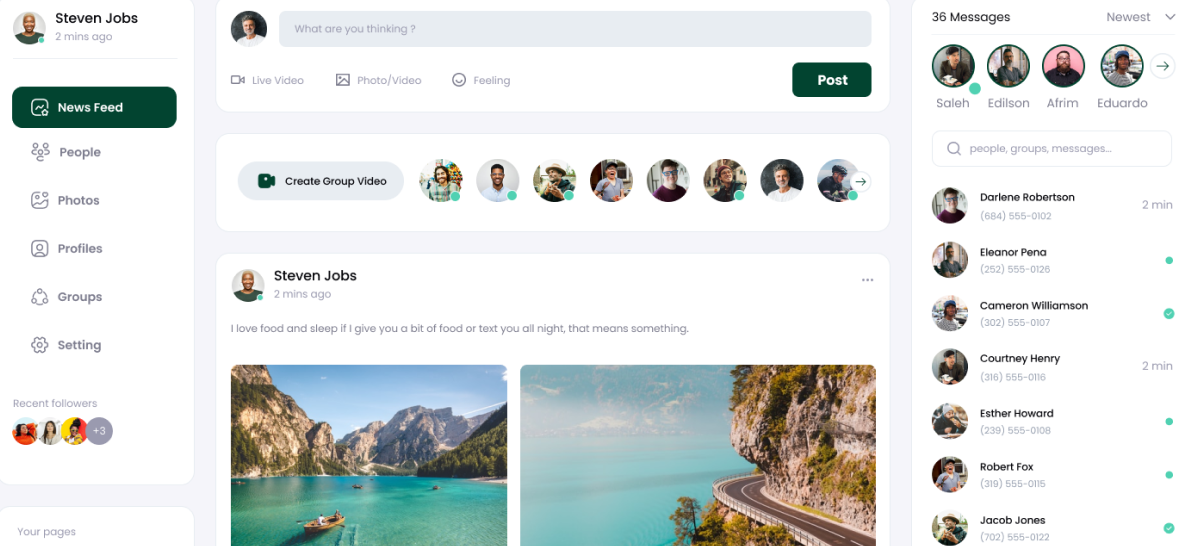 Steven Jobs
2 mins ago
News Feed
People
Photos
Profiles
Groups
Setting
Recent followers
+3
Your pages
What are you thinking ?
Live Video
Photo/Video
Feeling
Post
Create Group Video
Steven Jobs
2 mins ago
I love food and sleep if I give you a bit of food or text you all night, that means something.
36 Messages
Newest
Saleh
Edilson
Afrim
Eduardo
people, groups, messages...
Darlene Robertson
(684) 555-0102
2 min
Eleanor Pena
(252) 555-0126
Cameron Williamson
(302) 555-0107
Courtney Henry
(316) 555-0116
2 min
Esther Howard
(239) 555-0108
Robert Fox
(319) 555-0115
Jacob Jones
(702) 555-0122